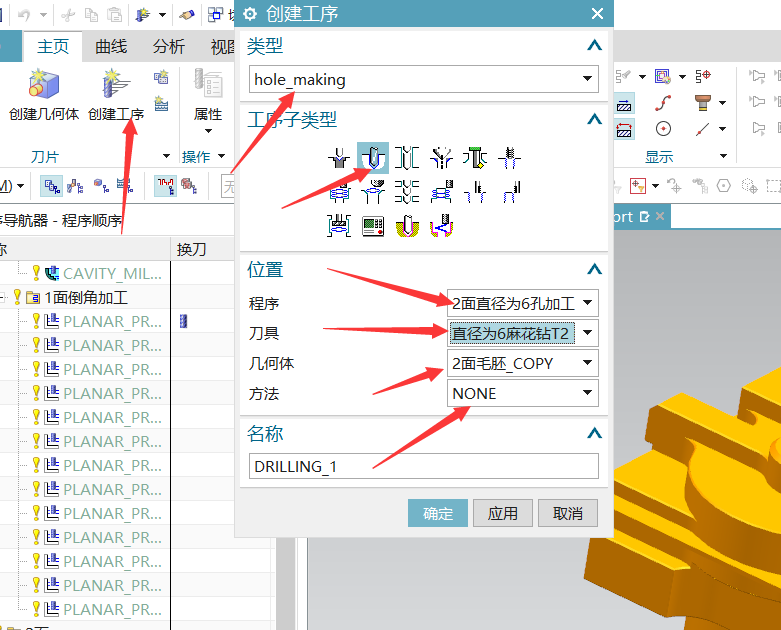 创建工序
主页
曲线
分析
视图
创建几何体
创建工序
属性
刀片
操作
显示
M)
无
序导航器 - 程序顺序
称
换刀
CAVITY_MIL...
1面倒角加工
PLANAR_PR...
PLANAR_PR...
PLANAR_PR...
PLANAR_PR...
PLANAR_PR...
PLANAR_PR...
PLANAR_PR...
PLANAR_PR...
PLANAR_PR...
PLANAR_PR...
PLANAR_PR...
PLANAR_PR...
PLANAR_PR...
类型
hole_making
工序子类型
位置
程序
2面直径为6孔加工
刀具
直径为6麻花钻T2
几何体
2面毛胚_COPY
方法
NONE
名称
DRILLING_1
确定
应用
取消
ort